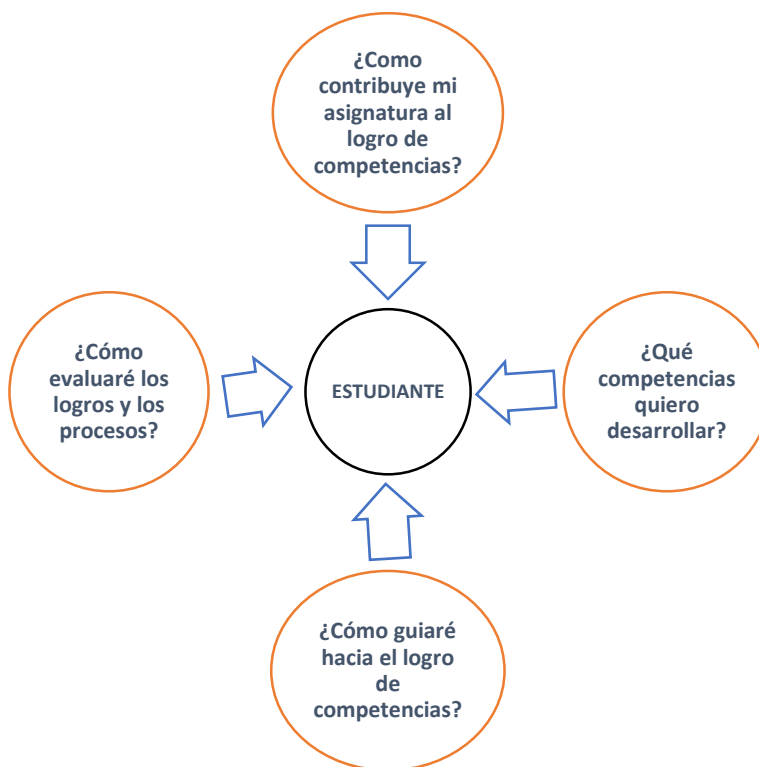 ¿Como
contribuye mi
asignatura al
logro de
competencias?
¿Cómo
evaluaré los
logros y los
procesos?
ESTUDIANTE
¿Qué
competencias
quiero
desarrollar?
¿Cómo guiaré
hacia el logro
de
competencias?